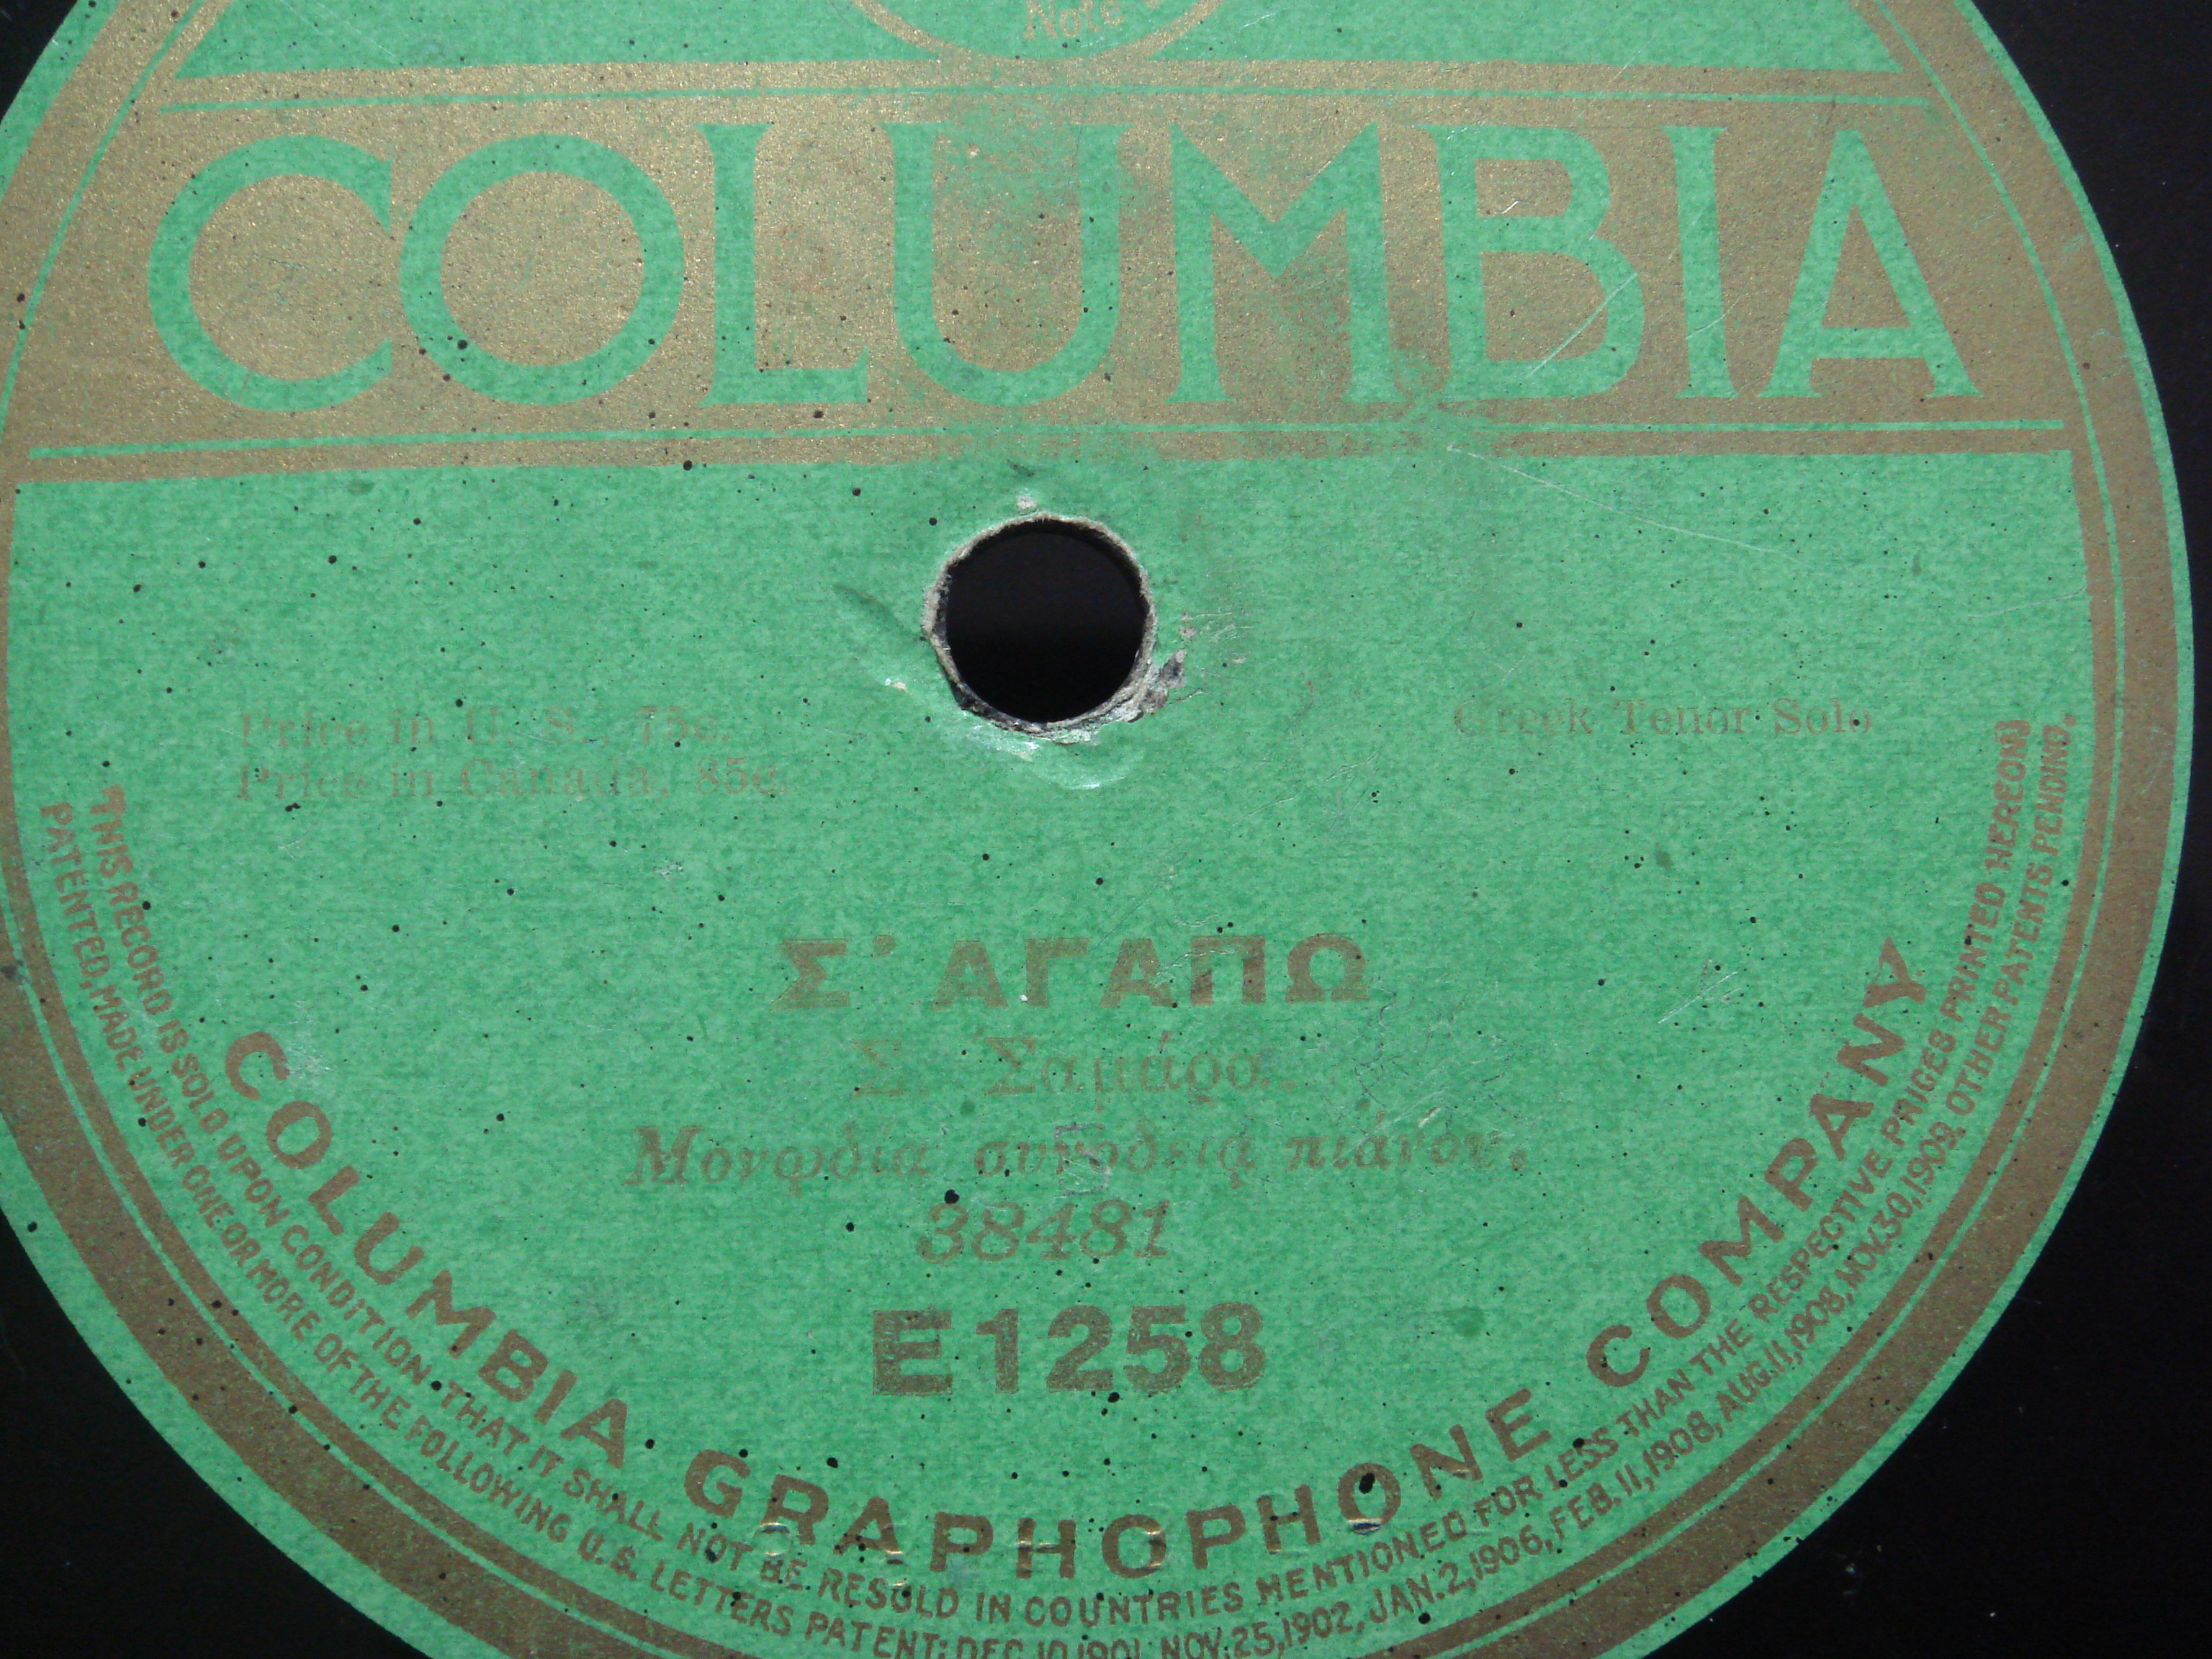 Note
COLUMBIA
Price in U. S., 75c.
Price in Canada, 85c.
Greek Tenor Solo
Σ' ΑΓΑΠΩ
Σ. Σαμάρα.
Μονῳδία συνοδειᾳ πιάνου.
38481
E1258
COLUMBIA GRAPHOPHONE COMPANY
THIS RECORD IS SOLD UPON CONDITION THAT IT SHALL NOT BE RESOLD IN COUNTRIES MENTIONED FOR LESS THAN THE RESPECTIVE PRICES PRINTED HEREON)
PATENTED, MADE UNDER ONE OR MORE OF THE FOLLOWING U.S. LETTERS PATENT: DEC. 10, 1901, NOV. 25, 1902, JAN. 2, 1906, FEB. 11, 1908, AUG. 11, 1908, NOV. 30, 1909. OTHER PATENTS PENDING.